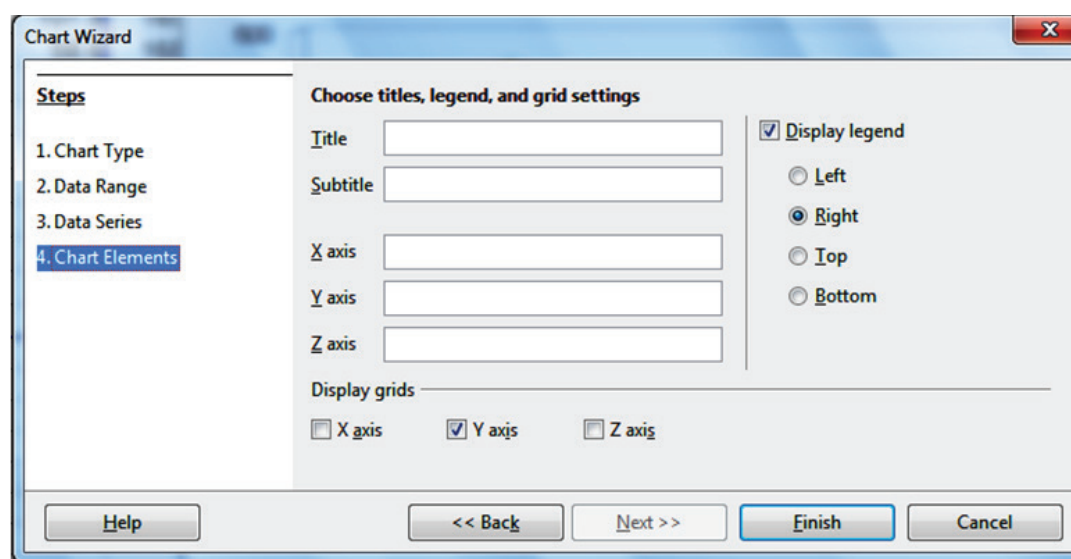 Chart Wizard
Steps
1. Chart Type
2. Data Range
3. Data Series
4. Chart Elements
Choose titles, legend, and grid settings
Title
Subtitle
X axis
Y axis
Z axis
Display legend
Left
Right
Top
Bottom
Display grids
X axis Y axis Z axis
Help << Back Next >> Finish Cancel